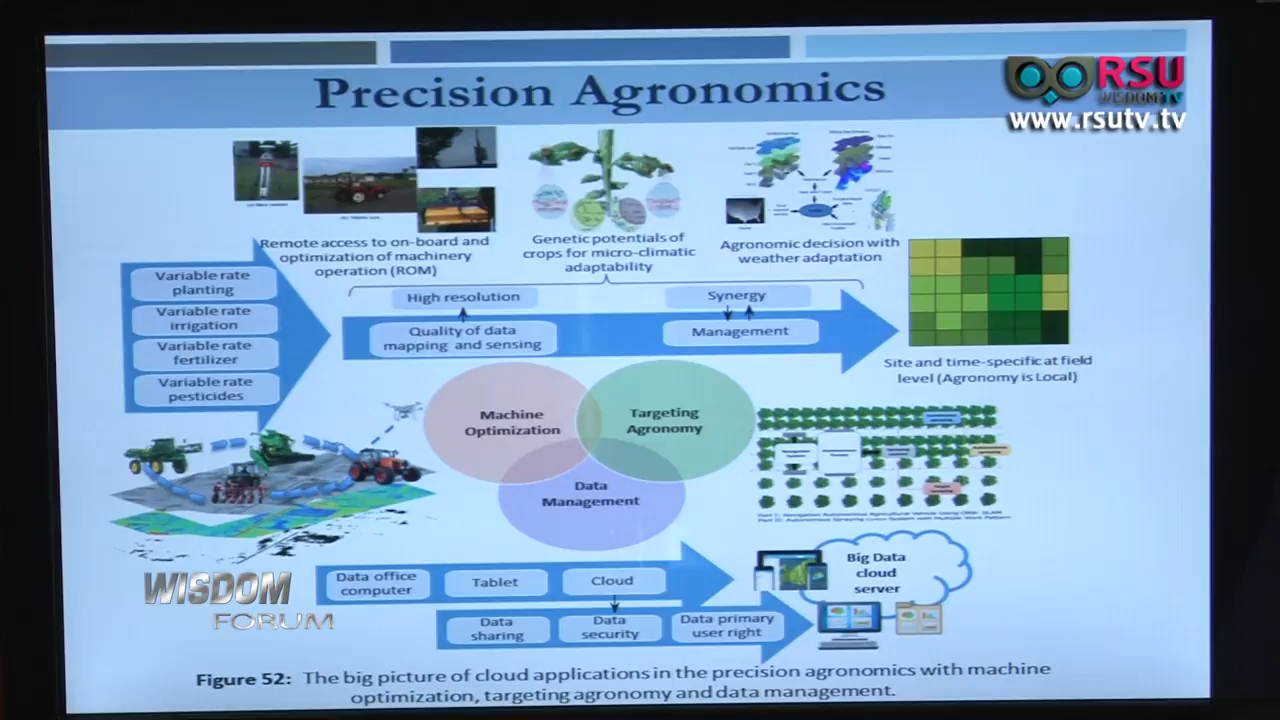 Precision Agronomics
RSU
WISDOM TV
www.rsutv.tv
Remote access to on-board and
optimization of machinery
operation (ROM)
Genetic potentials of
crops for micro-climatic
adaptability
Agronomic decision with
weather adaptation
Variable rate
planting
Variable rate
irrigation
Variable rate
fertilizer
Variable rate
pesticides
High resolution
Quality of data
mapping and sensing
Synergy
Management
Site and time-specific at field
level (Agronomy is Local)
Machine
Optimization
Targeting
Agronomy
Data
Management
Data office
computer
Tablet
Cloud
Data
sharing
Data
security
Data primary
user right
Big Data
cloud
server
WISDOM
FORUM
Figure 52: The big picture of cloud applications in the precision agronomics with machine
optimization, targeting agronomy and data management.